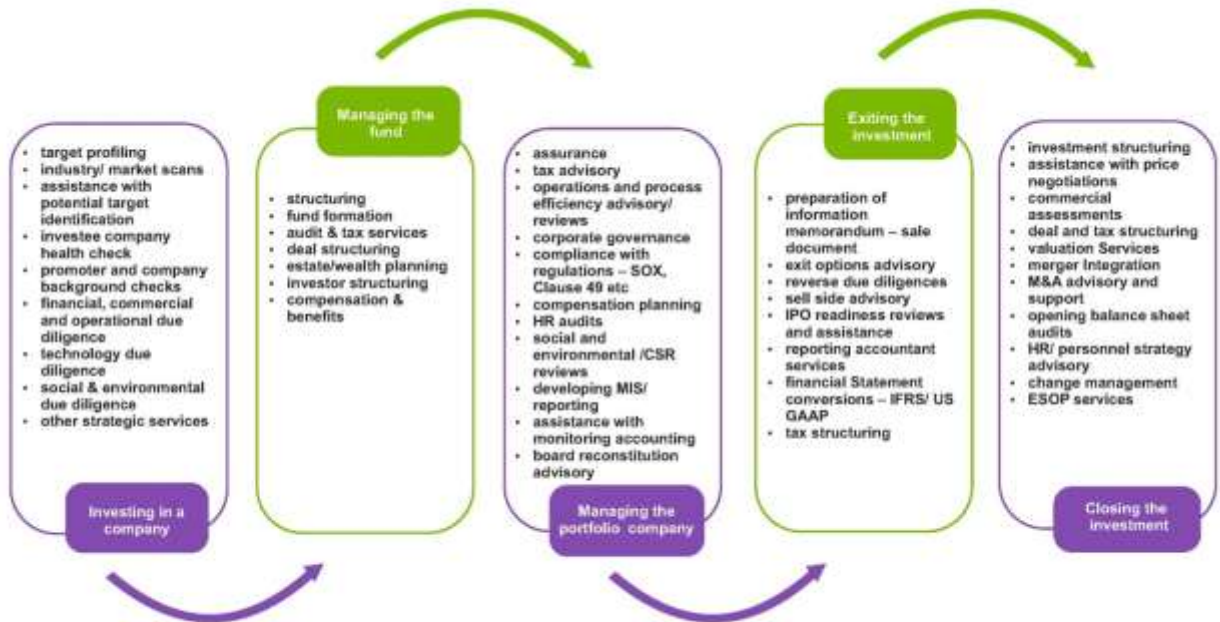 target profiling
industry/ market scans
assistance with
potential target
identification
investee company
health check
promoter and company
background checks
financial, commercial
and operational due
diligence
technology due
diligence
social & environmental
due diligence
other strategic services
Investing in a
company
Managing the
fund
structuring
fund formation
audit & tax services
deal structuring
estate/wealth planning
investor structuring
compensation &
benefits
assurance
tax advisory
operations and process
efficiency advisory/
reviews
corporate governance
compliance with
regulations – SOX,
Clause 49 etc
compensation planning
HR audits
social and
environmental /CSR
reviews
developing MIS/
reporting
assistance with
monitoring accounting
board reconstitution
advisory
Managing the
portfolio company
Exiting the
investment
preparation of
information
memorandum – sale
document
exit options advisory
reverse due diligences
sell side advisory
IPO readiness reviews
and assistance
reporting accountant
services
financial Statement
conversions – IFRS/ US
GAAP
tax structuring
investment structuring
assistance with price
negotiations
commercial
assessments
deal and tax structuring
valuation Services
merger Integration
M&A advisory and
support
opening balance sheet
audits
HR/ personnel strategy
advisory
change management
ESOP services
Closing the
investment